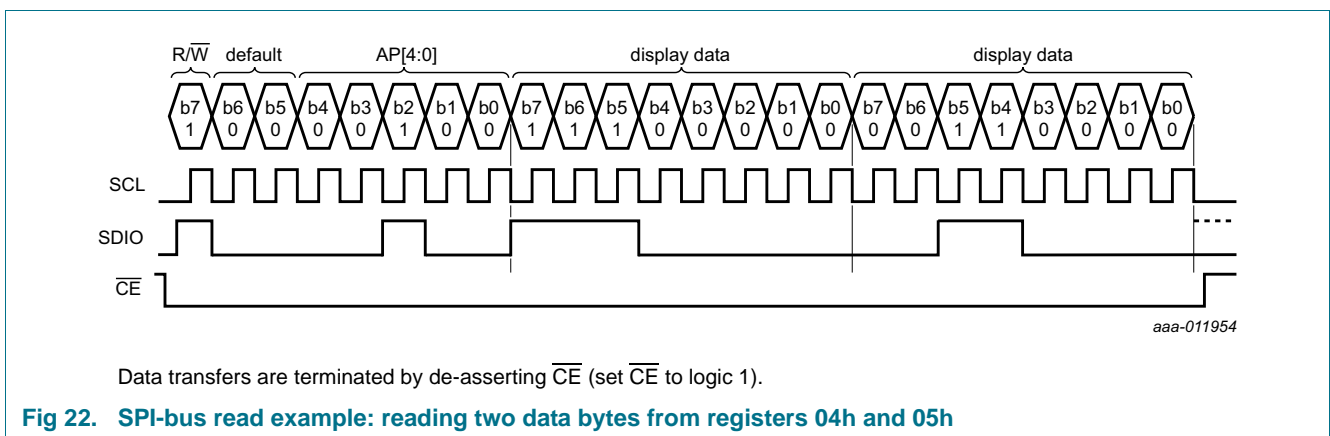 R/W default AP[4:0] display data display data
b7 b6 b5 b4 b3 b2 b1 b0 b7 b6 b5 b4 b3 b2 b1 b0 b7 b6 b5 b4 b3 b2 b1 b0
1 0 0 0 0 1 0 0 1 1 1 0 0 0 0 0 0 0 1 1 0 0 0 0
SCL
SDIO
CE
aaa-011954
Data transfers are terminated by de-asserting CE (set CE to logic 1).
Fig 22. SPI-bus read example: reading two data bytes from registers 04h and 05h